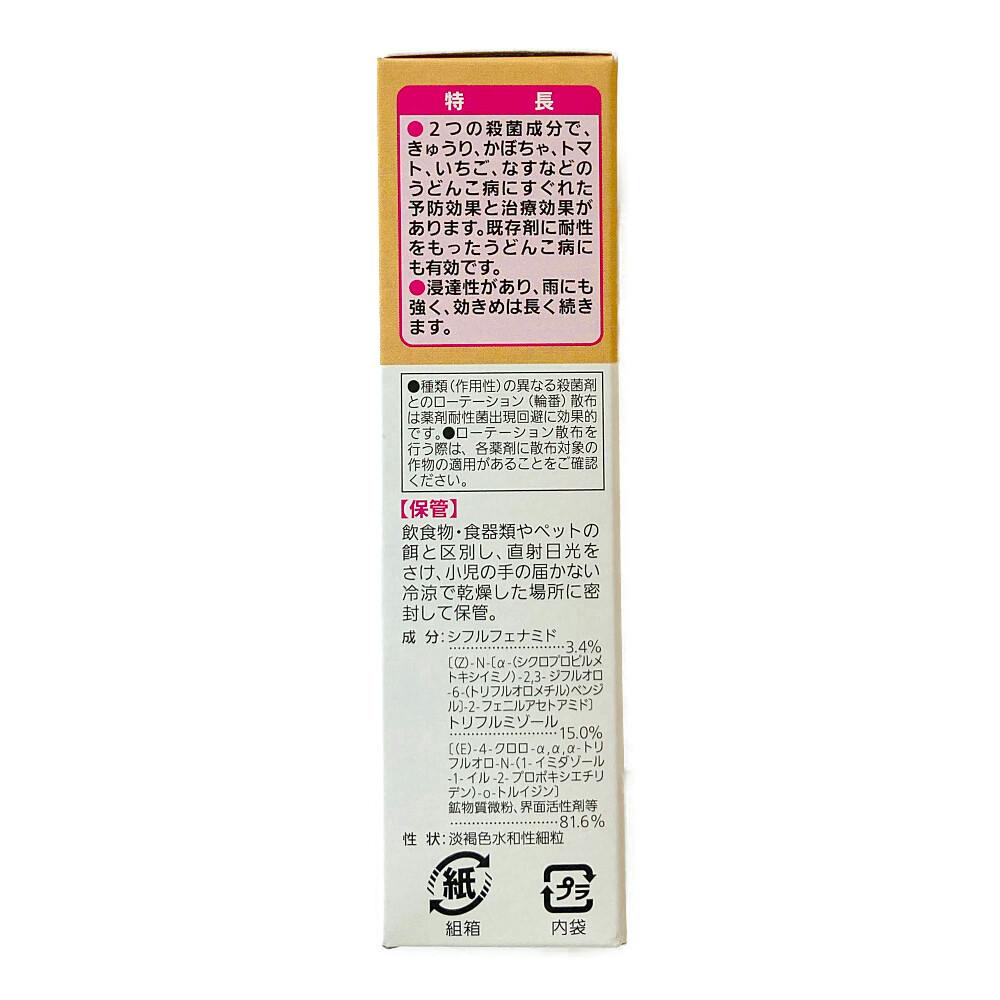 特 長
●2つの殺菌成分で、
きゅうり、かぼちゃ、トマ
ト、いちご、なすなどの
うどんこ病にすぐれた
予防効果と治療効果が
あります。既存剤に耐性
をもったうどんこ病に
も有効です。
●浸達性があり、雨にも
強く、効きめは長く続き
ます。
●種類(作用性)の異なる殺菌剤
とのローテーション(輪番)散布
は薬剤耐性菌出現回避に効果的
です。●ローテーション散布を
行う際は、各薬剤に散布対象の
作物の適用があることをご確認
ください。
【保管】
飲食物・食器類やペットの
餌と区別し、直射日光を
さけ、小児の手の届かない
冷涼で乾燥した場所に密
封して保管。
成 分:シフルフェナミド
…………………………3.4%
[(Z)-N-[α-(シクロプロピルメ
トキシイミノ)-2,3-ジフルオロ
-6-(トリフルオロメチル)ベンジ
ル]-2-フェニルアセトアミド]
トリフルミゾール
…………………………15.0%
[(E)-4-クロロ-α,α,α-トリ
フルオロ-N-(1-イミダゾール
-1-イル-2-プロポキシエチリ
デン)-o-トルイジン]
鉱物質微粉、界面活性剤等
…………………………81.6%
性 状:淡褐色水和性細粒
紙
組箱
プラ
内袋